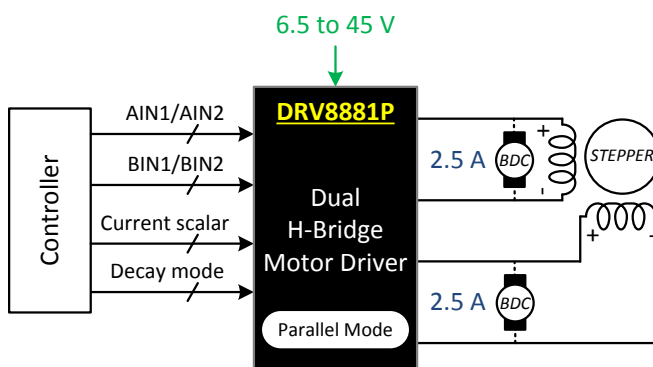 6.5 to 45 V
Controller
AIN1/AIN2
BIN1/BIN2
Current scalar
Decay mode
DRV8881P
Dual
H-Bridge
Motor Driver
Parallel Mode
2.5 A
BDC
+
-
STEPPER
+
-
2.5 A
BDC